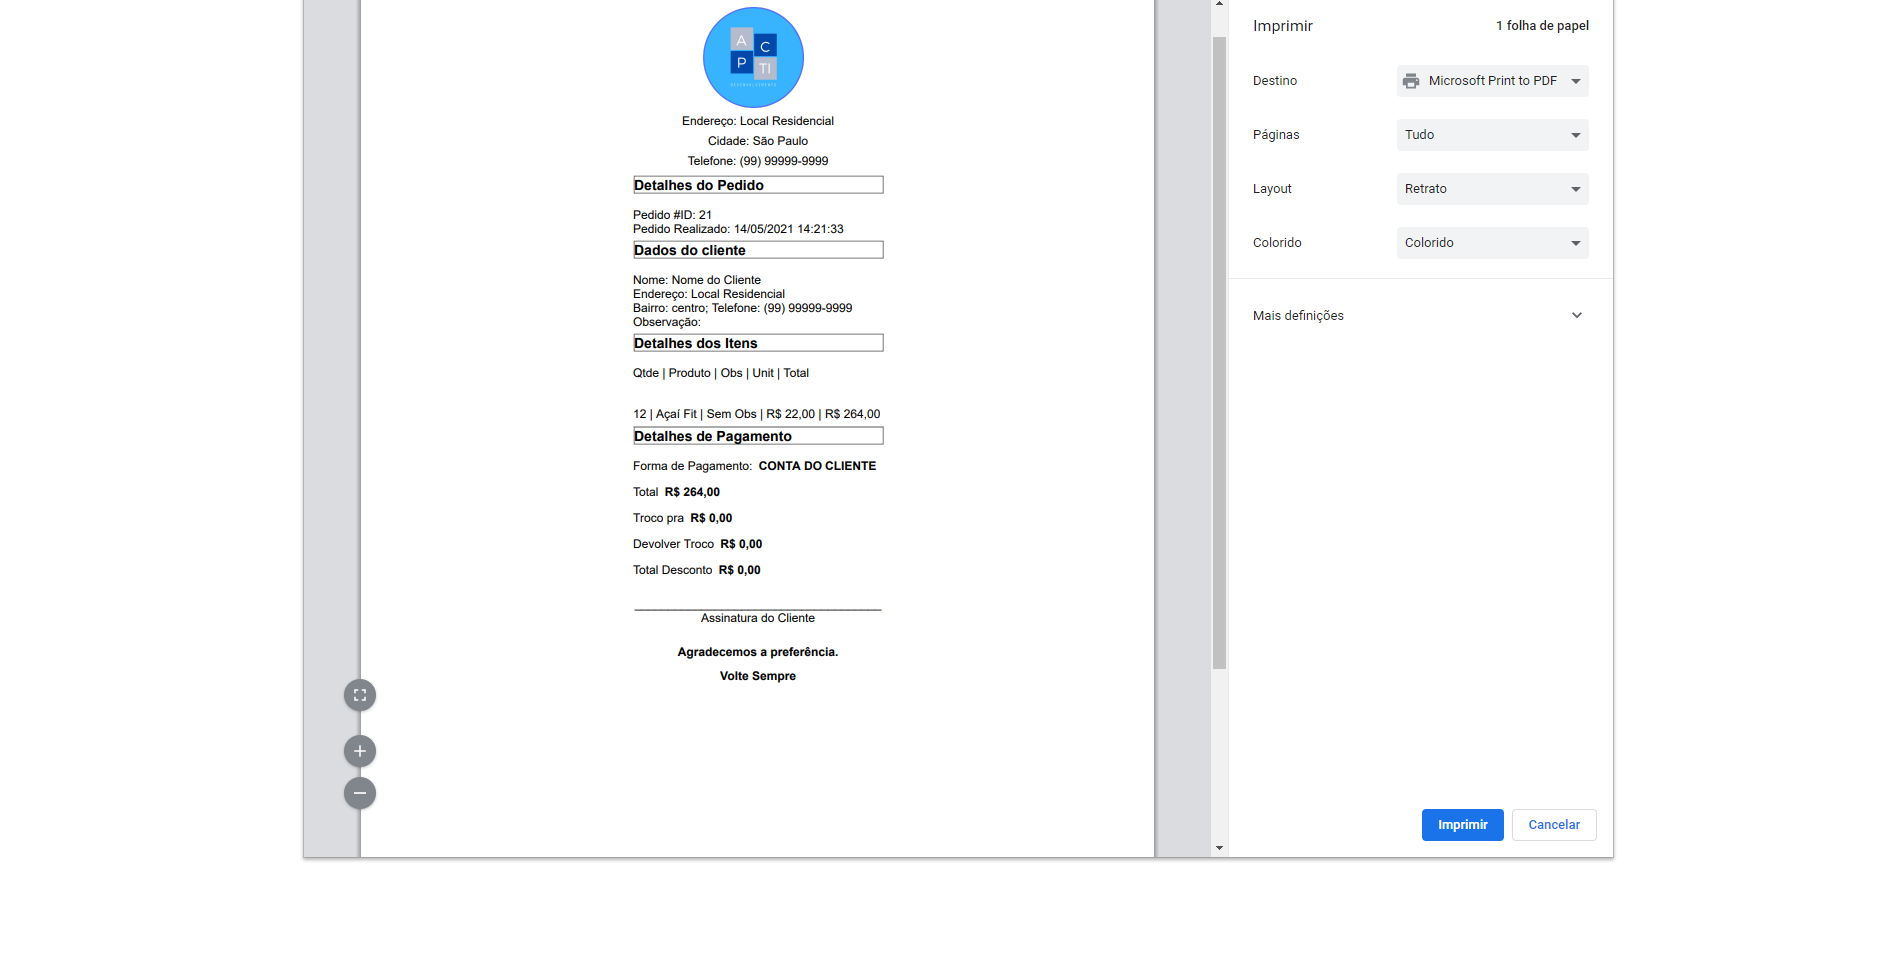 A
C
P
TI
DESENVOLVIMENTO
Endereço: Local Residencial
Cidade: São Paulo
Telefone: (99) 99999-9999
Detalhes do Pedido
Pedido #ID: 21
Pedido Realizado: 14/05/2021 14:21:33
Dados do cliente
Nome: Nome do Cliente
Endereço: Local Residencial
Bairro: centro; Telefone: (99) 99999-9999
Observação:
Detalhes dos Itens
Qtde | Produto | Obs | Unit | Total
12 | Açaí Fit | Sem Obs | R$ 22,00 | R$ 264,00
Detalhes de Pagamento
Forma de Pagamento: CONTA DO CLIENTE
Total R$ 264,00
Troco pra R$ 0,00
Devolver Troco R$ 0,00
Total Desconto R$ 0,00
Assinatura do Cliente
Agradecemos a preferência.
Volte Sempre
Imprimir 1 folha de papel
Destino Microsoft Print to PDF
Páginas Tudo
Layout Retrato
Colorido Colorido
Mais definições
Imprimir Cancelar